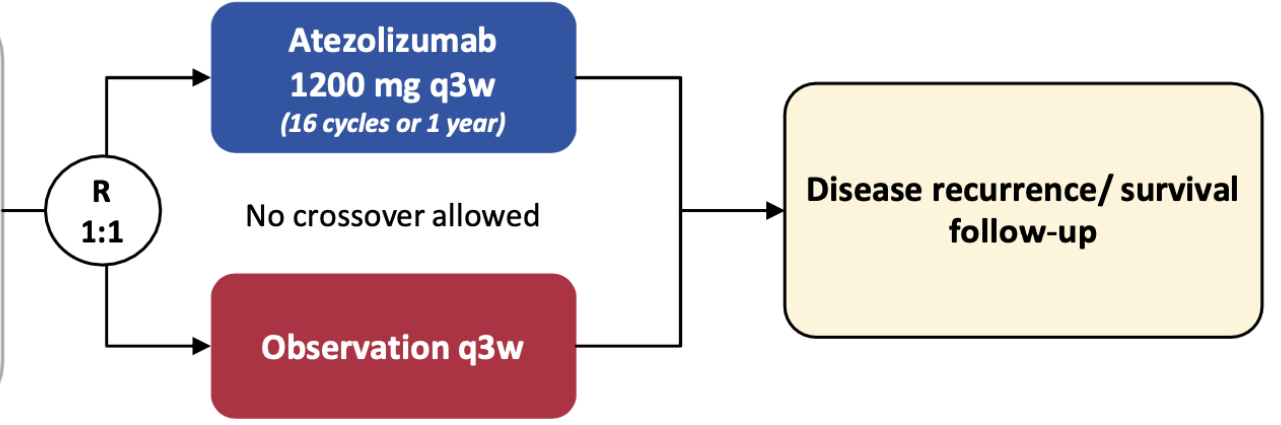 R
1:1
Atezolizumab
1200 mg q3w
(16 cycles or 1 year)
No crossover allowed
Observation q3w
Disease recurrence/ survival
follow-up